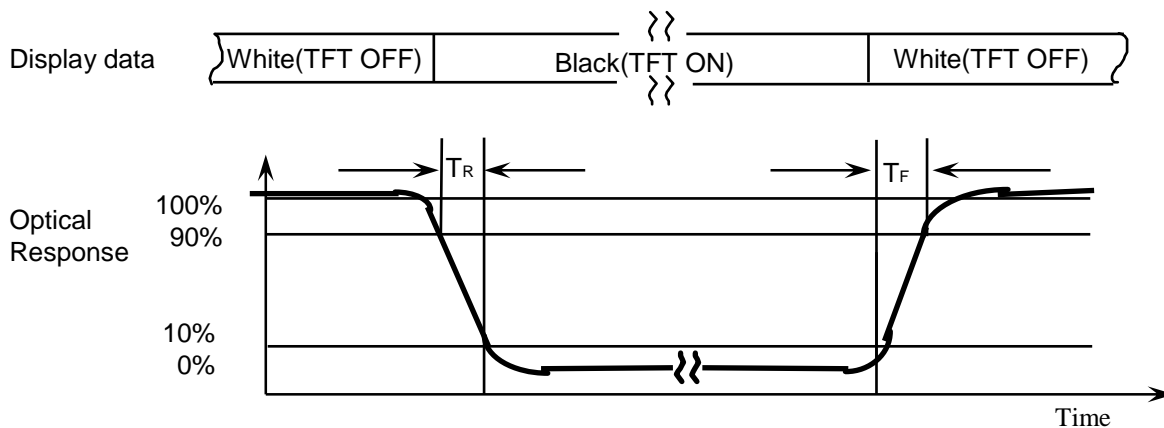 Display data
White(TFT OFF)
Black(TFT ON)
White(TFT OFF)
TR
TF
Optical
Response
100%
90%
10%
0%
Time